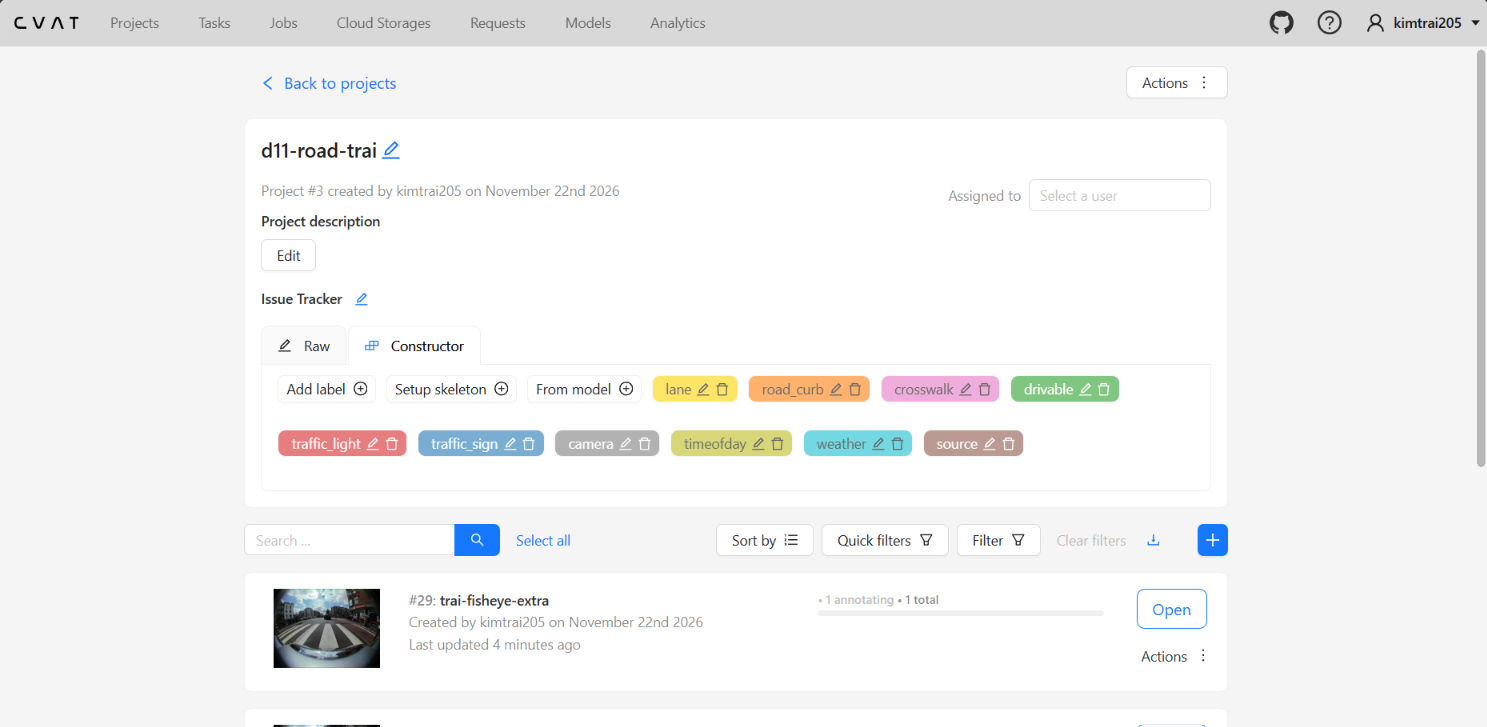 CVAT Projects Tasks Jobs Cloud Storages Requests Models Analytics kimtrai205
Back to projects Actions
d11-road-trai
Project #3 created by kimtrai205 on November 22nd 2026
Assigned to Select a user
Project description
Edit
Issue Tracker
Raw Constructor
Add label Setup skeleton From model lane road_curb crosswalk drivable
traffic_light traffic_sign camera timeofday weather source
Search ... Select all Sort by Quick filters Filter Clear filters
#29: trai-fisheye-extra • 1 annotating • 1 total
Created by kimtrai205 on November 22nd 2026 Open
Last updated 4 minutes ago Actions